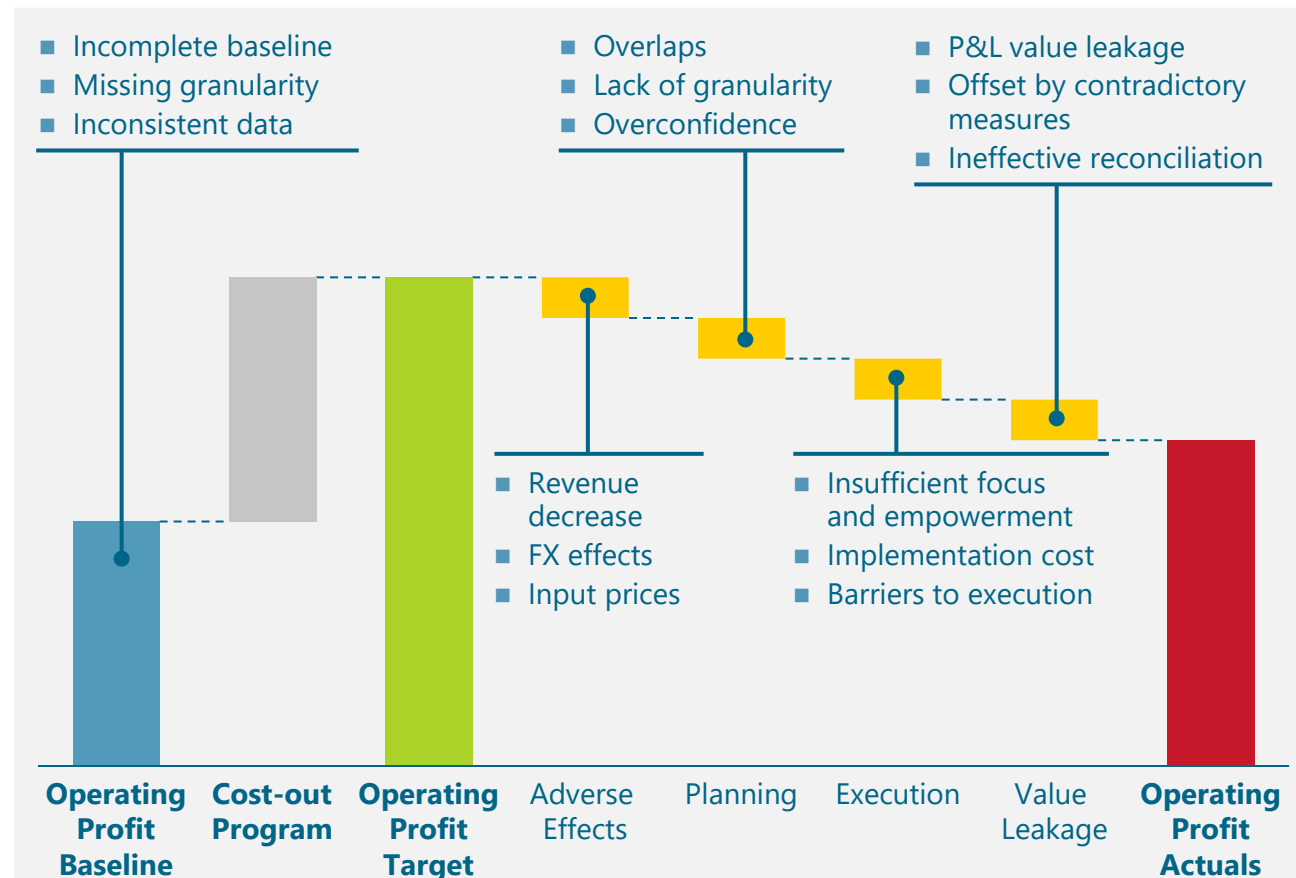 Incomplete baseline
Missing granularity
Inconsistent data
Overlaps
Lack of granularity
Overconfidence
P&L value leakage
Offset by contradictory
measures
Ineffective reconciliation
Revenue
decrease
FX effects
Input prices
Insufficient focus
and empowerment
Implementation cost
Barriers to execution
Operating
Profit
Baseline
Cost-out
Program
Operating
Profit
Target
Adverse
Effects
Planning
Execution
Value
Leakage
Operating
Profit
Actuals